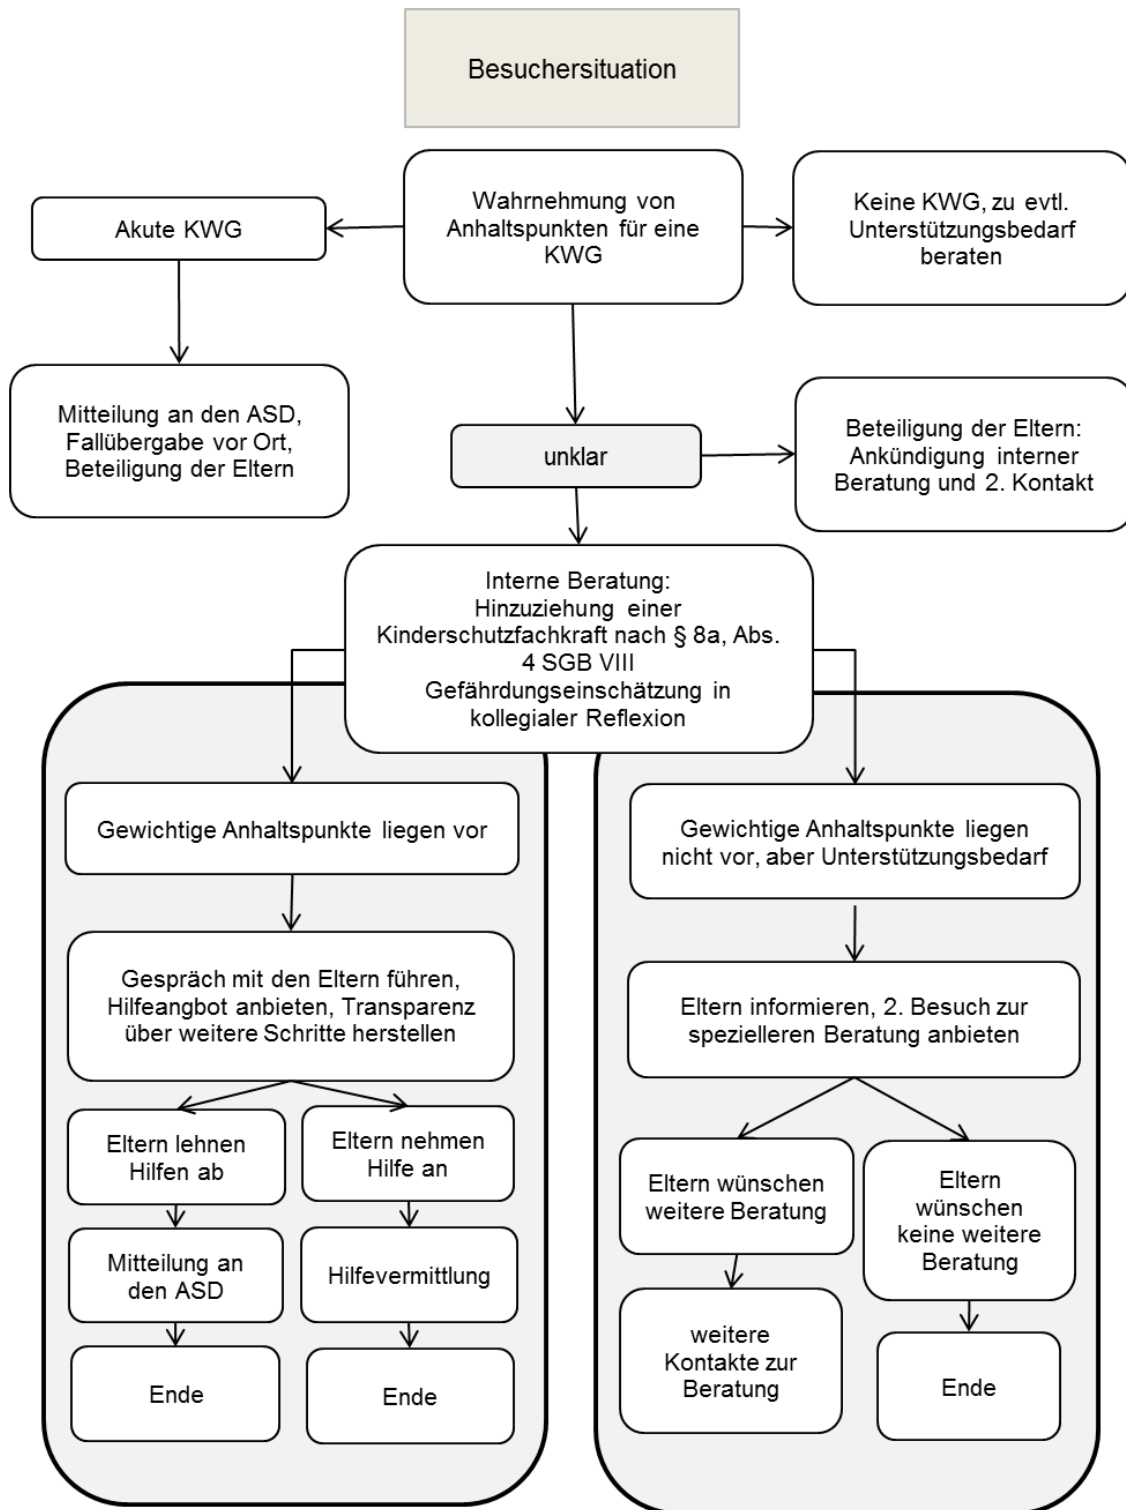 Besuchersituation
Akute KWG
Wahrnehmung von
Anhaltspunkten für eine
KWG
Keine KWG, zu evtl.
Unterstützungsbedarf
beraten
Mitteilung an den ASD,
Fallübergabe vor Ort,
Beteiligung der Eltern
unklar
Beteiligung der Eltern:
Ankündigung interner
Beratung und 2. Kontakt
Interne Beratung:
Hinzuziehung einer
Kinderschutzfachkraft nach § 8a, Abs.
4 SGB VIII
Gefährdungseinschätzung in
kollegialer Reflexion
Gewichtige Anhaltspunkte liegen vor
Gespräch mit den Eltern führen,
Hilfeangbot anbieten, Transparenz
über weitere Schritte herstellen
Eltern lehnen
Hilfen ab
Eltern nehmen
Hilfe an
Mitteilung an
den ASD
Hilfevermittlung
Ende
Ende
Gewichtige Anhaltspunkte liegen
nicht vor, aber Unterstützungsbedarf
Eltern informieren, 2. Besuch zur
spezielleren Beratung anbieten
Eltern wünschen
weitere Beratung
Eltern
wünschen
keine weitere
Beratung
weitere
Kontakte zur
Beratung
Ende